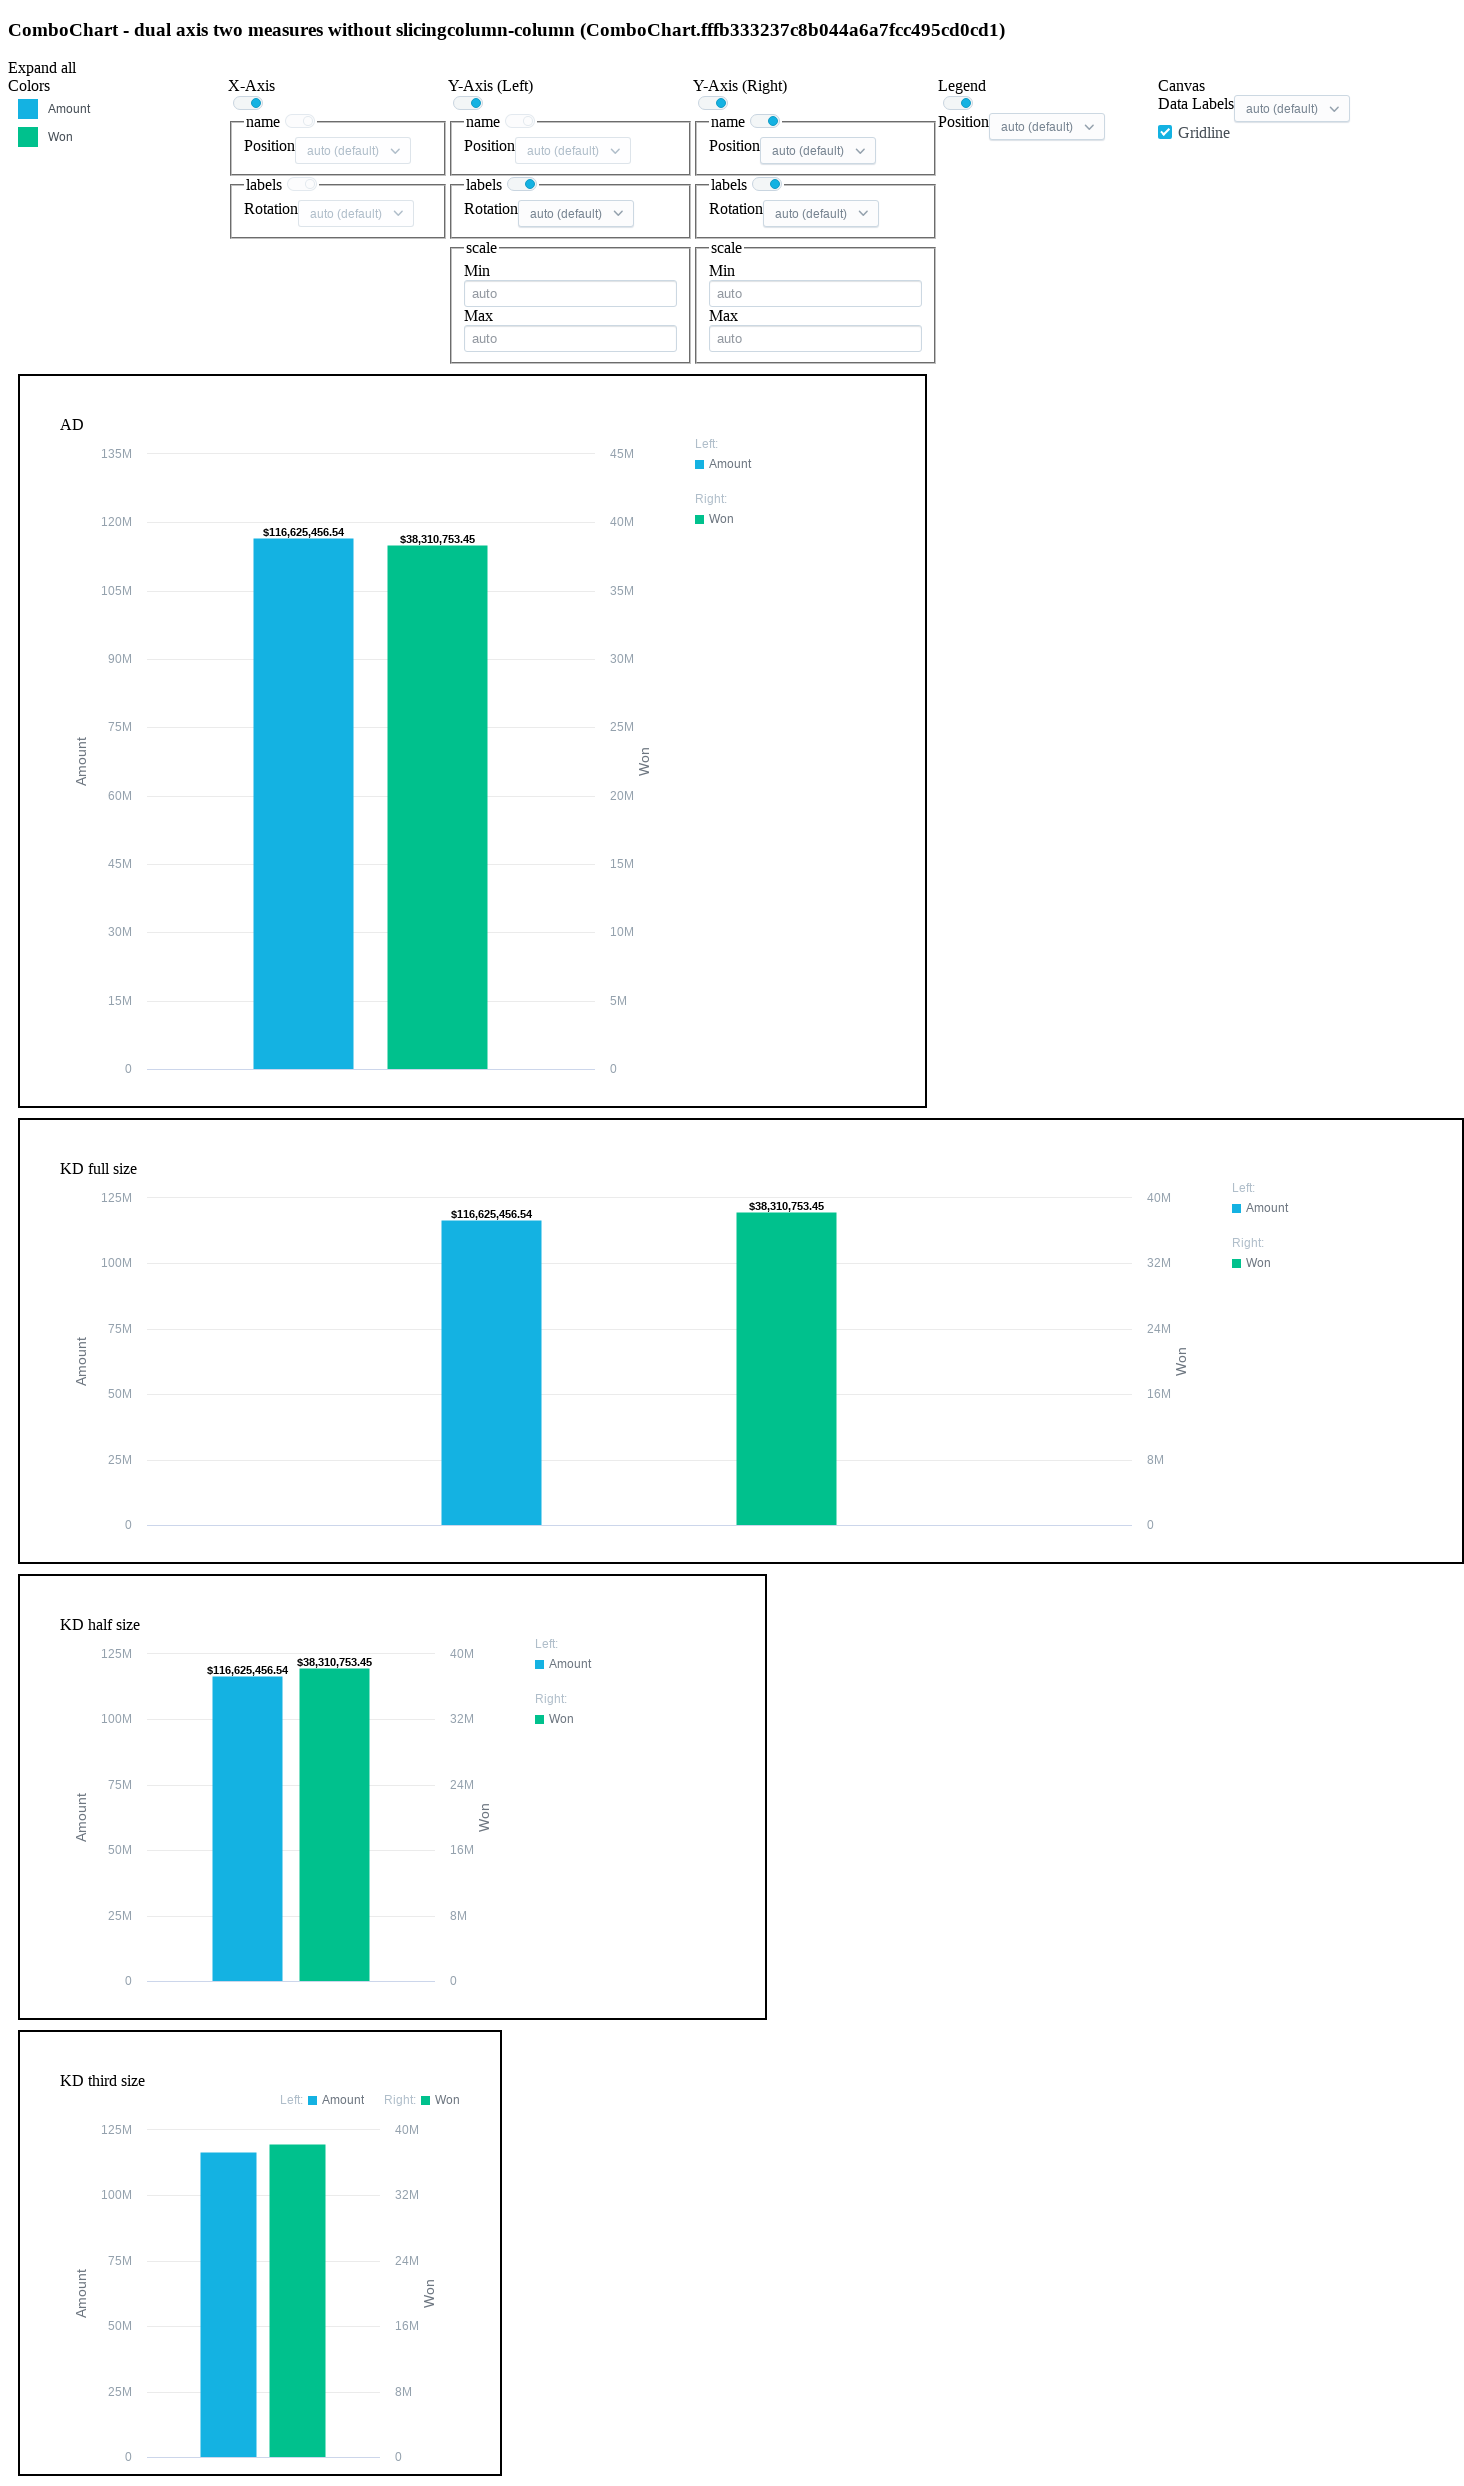 ComboChart - dual axis two measures without slicingcolumn-column (ComboChart.fffb333237c8b044a6a7fcc495cd0cd1)
Expand all
Colors
Amount
Won
X-Axis
name
Position auto (default)
labels
Rotation auto (default)
Y-Axis (Left)
name
Position auto (default)
labels
Rotation auto (default)
scale
Min
auto
Max
auto
Y-Axis (Right)
name
Position auto (default)
labels
Rotation auto (default)
scale
Min
auto
Max
auto
Legend
Position auto (default)
Canvas
Data Labels auto (default)
Gridline
AD
135M
120M
105M
90M
75M
60M
45M
30M
15M
0
Amount
$116,625,456.54
$38,310,753.45
45M
40M
35M
30M
25M
20M
15M
10M
5M
0
Won
Left:
Amount
Right:
Won
KD full size
125M
100M
75M
50M
25M
0
Amount
$116,625,456.54
$38,310,753.45
40M
32M
24M
16M
8M
0
Won
Left:
Amount
Right:
Won
KD half size
125M
100M
75M
50M
25M
0
Amount
$116,625,456.54
$38,310,753.45
40M
32M
24M
16M
8M
0
Won
Left:
Amount
Right:
Won
KD third size
Left: Amount Right: Won
125M
100M
75M
50M
25M
0
Amount
40M
32M
24M
16M
8M
0
Won